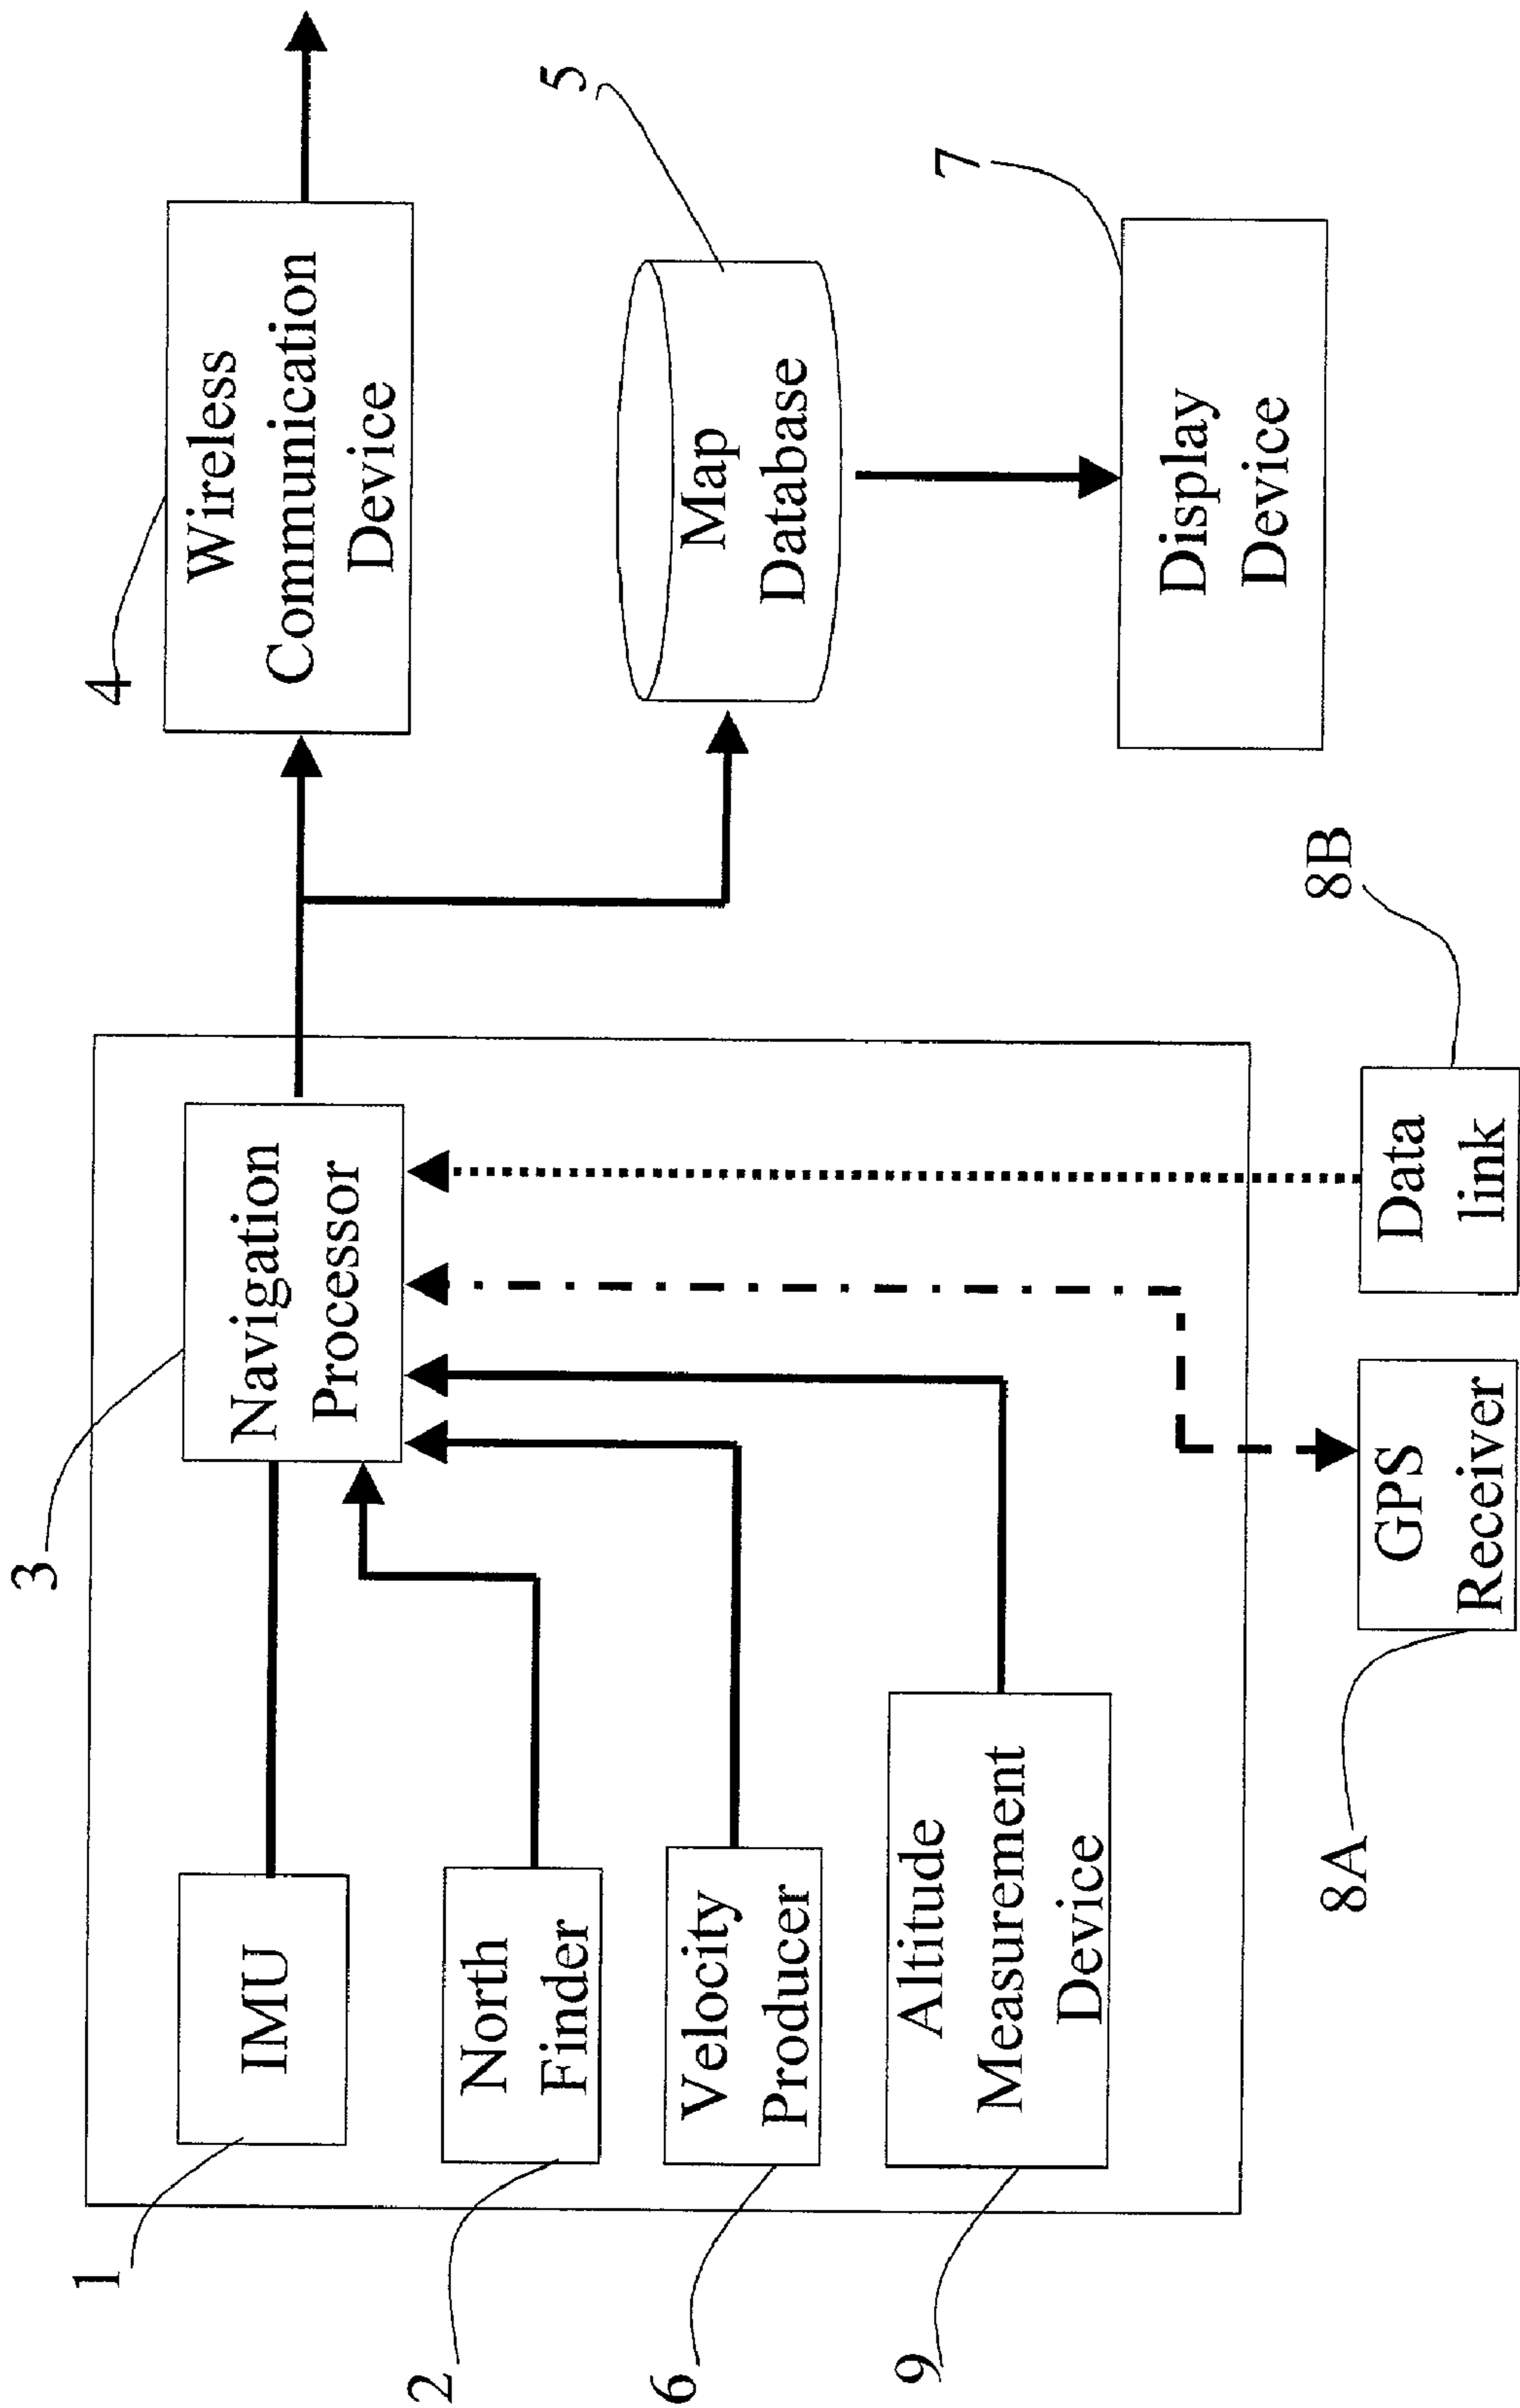 1
IMU
2
North
Finder
6
Velocity
Producer
9
Altitude
Measurement
Device
3
Navigation
Processor
8A
GPS
Receiver
8B
Data
link
4
Wireless
Communication
Device
5
Map
Database
7
Display
Device